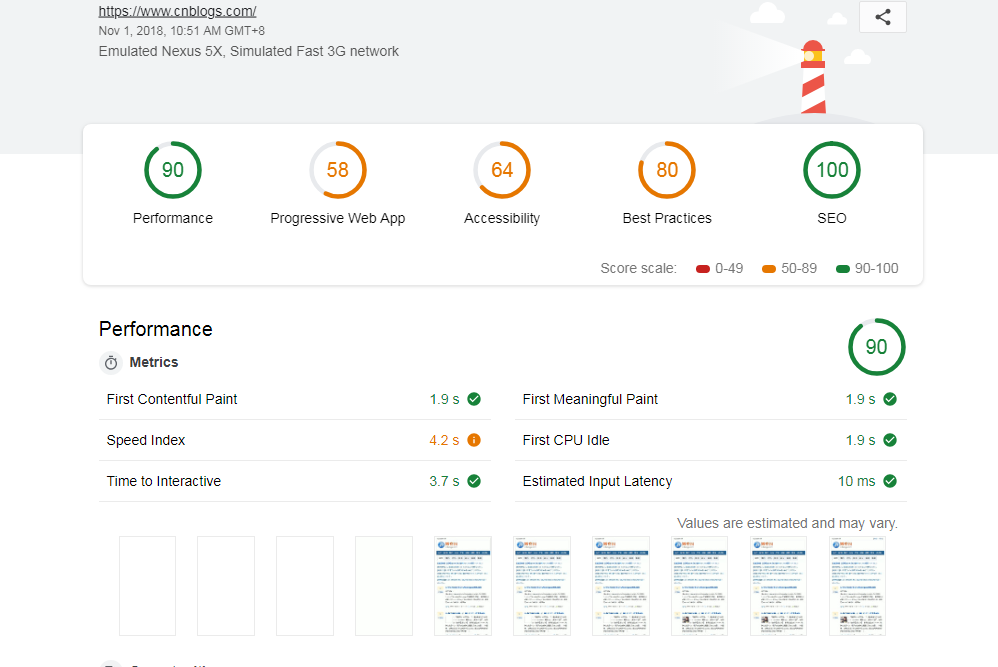 https://www.cnblogs.com/
Nov 1, 2018, 10:51 AM GMT+8
Emulated Nexus 5X, Simulated Fast 3G network
90 58 64 80 100
Performance Progressive Web App Accessibility Best Practices SEO
Score scale: 0-49 50-89 90-100
Performance
90
Metrics
First Contentful Paint 1.9 s First Meaningful Paint 1.9 s
Speed Index 4.2 s First CPU Idle 1.9 s
Time to Interactive 3.7 s Estimated Input Latency 10 ms
Values are estimated and may vary.